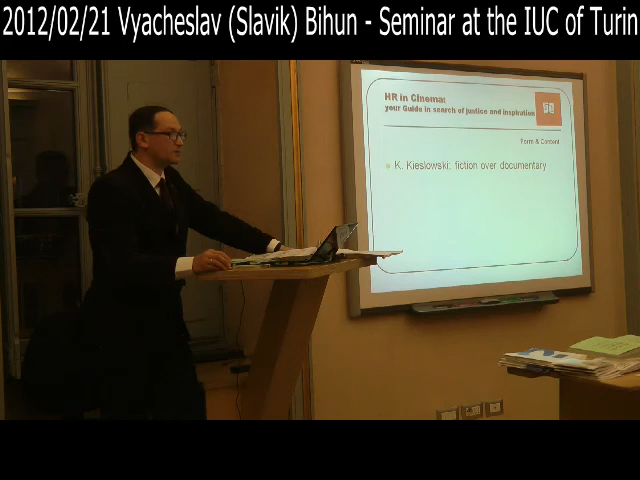 2012/02/21 Vyacheslav (Slavik) Bihun - Seminar at the IUC of Turin
HR in Cinema:
your Guide in search of justice and inspiration
Form & Content
K. Kieslowski: fiction over documentary